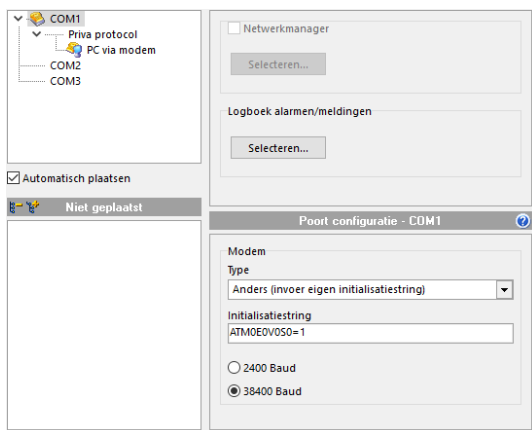 COM1
Priva protocol
PC via modem
COM2
COM3
Automatisch plaatsen
Niet geplaatst
Netwerkmanager
Selecteren...
Logboek alarmen/meldingen
Selecteren...
Poort configuratie - COM1
Modem
Type
Anders (invoer eigen initialisatiestring)
Initialisatiestring
ATM0E0V0S0=1
2400 Baud
38400 Baud